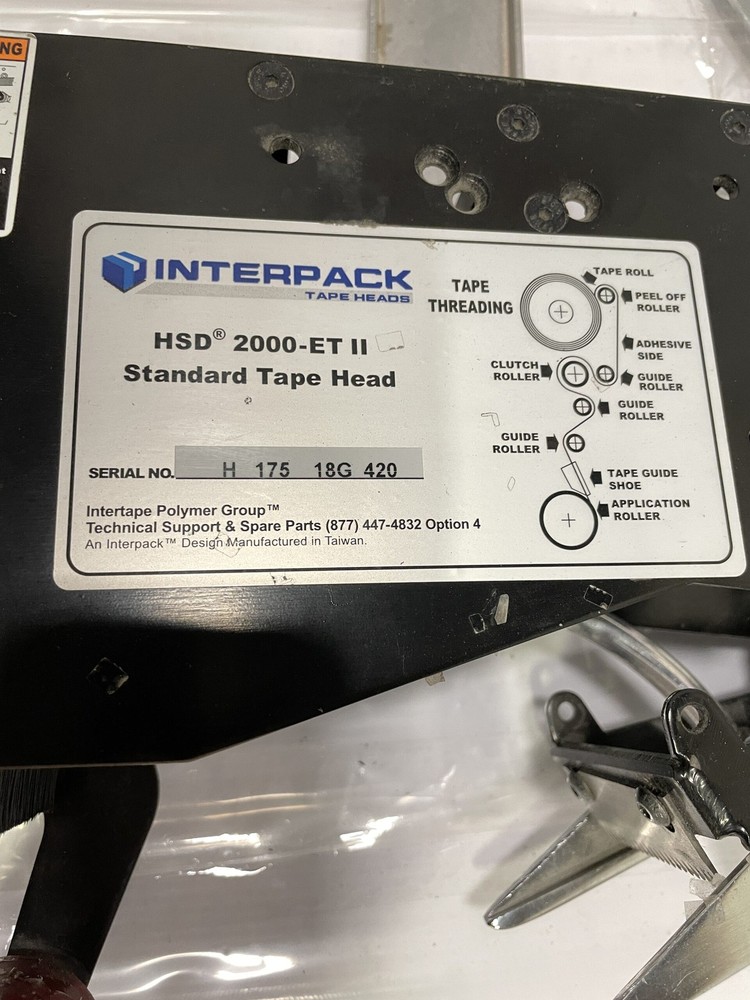 NG
INTERPACK
TAPE HEADS
HSD® 2000-ET II
Standard Tape Head
SERIAL NO. H 175 18G 420
Intertape Polymer Group™
Technical Support & Spare Parts (877) 447-4832 Option 4
An Interpack™ Design Manufactured in Taiwan.
TAPE
THREADING
TAPE ROLL
PEEL OFF
ROLLER
ADHESIVE
SIDE
CLUTCH
ROLLER
GUIDE
ROLLER
GUIDE
ROLLER
GUIDE
ROLLER
TAPE GUIDE
SHOE
APPLICATION
ROLLER